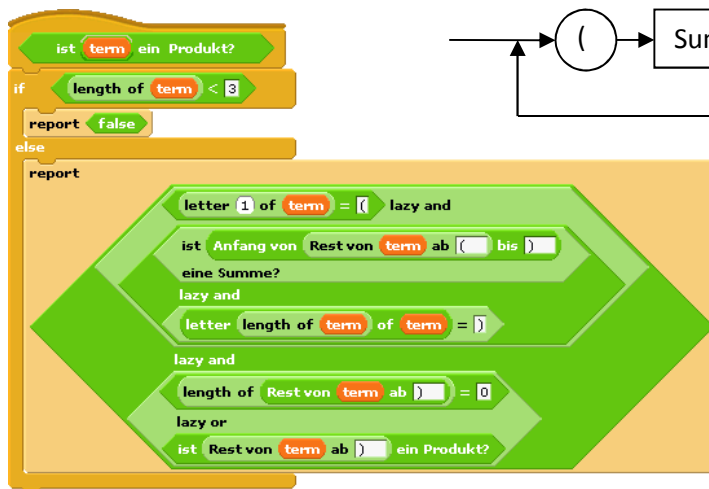 ist term ein Produkt?
if length of term < 3
report false
else
report
letter 1 of term = ( lazy and
ist Anfang von Rest von term ab ( bis )
eine Summe?
lazy and
letter length of term of term = )
lazy and
length of Rest von term ab ) = 0
lazy or
ist Rest von term ab ) ein Produkt?
(